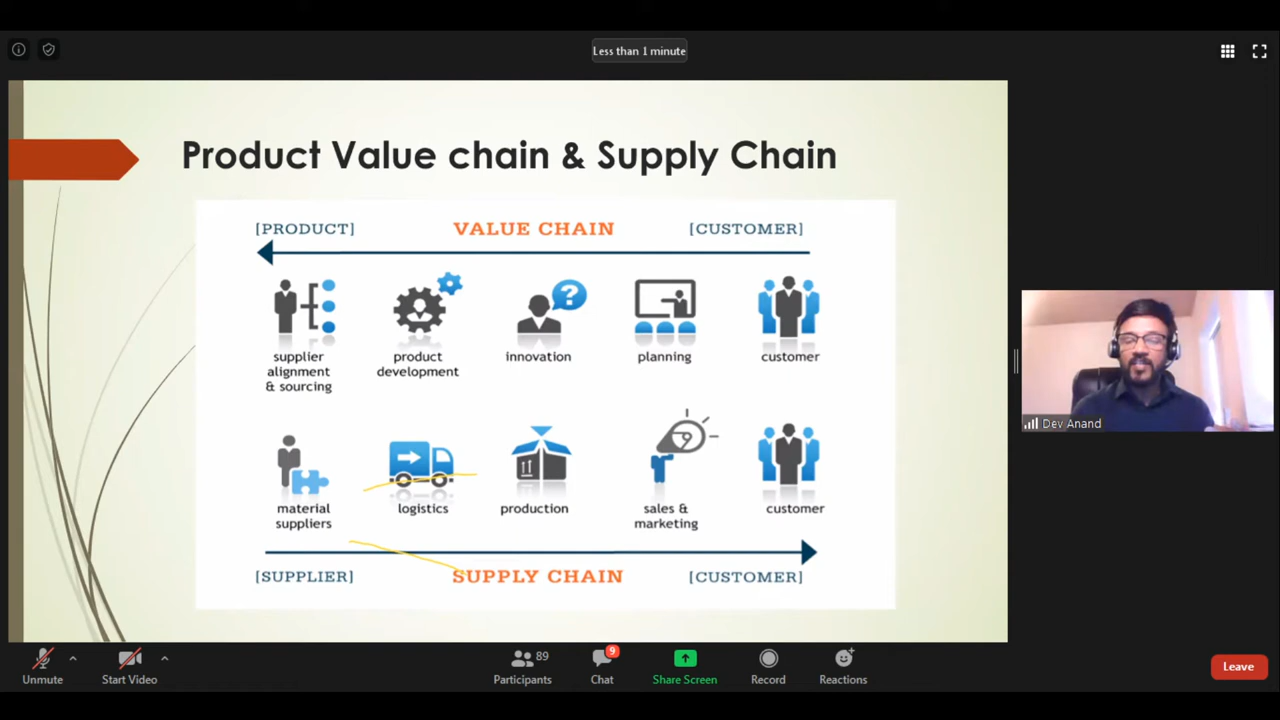 Less than 1 minute
Product Value chain & Supply Chain
[PRODUCT] VALUE CHAIN [CUSTOMER]
supplier
alignment
& sourcing
product
development
innovation
planning
customer
material
suppliers
logistics
production
sales &
marketing
customer
[SUPPLIER] SUPPLY CHAIN [CUSTOMER]
Dev Anand
Unmute
Start Video
89
Participants
9
Chat
Share Screen
Record
Reactions
Leave